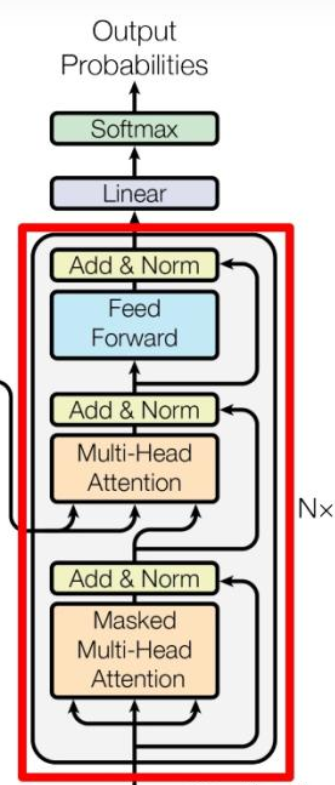 Output
Probabilities
Softmax
Linear
Add & Norm
Feed
Forward
Add & Norm
Multi-Head
Attention
N×
Add & Norm
Masked
Multi-Head
Attention